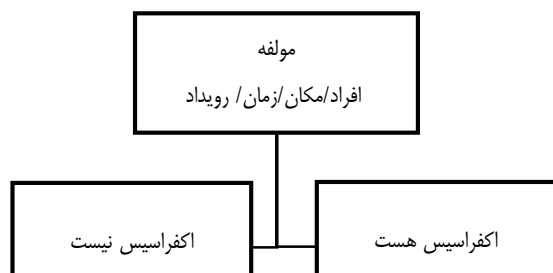 مولفه
افراد/مکان/زمان/ رویداد
اکفراسیس هست
اکفراسیس نیست